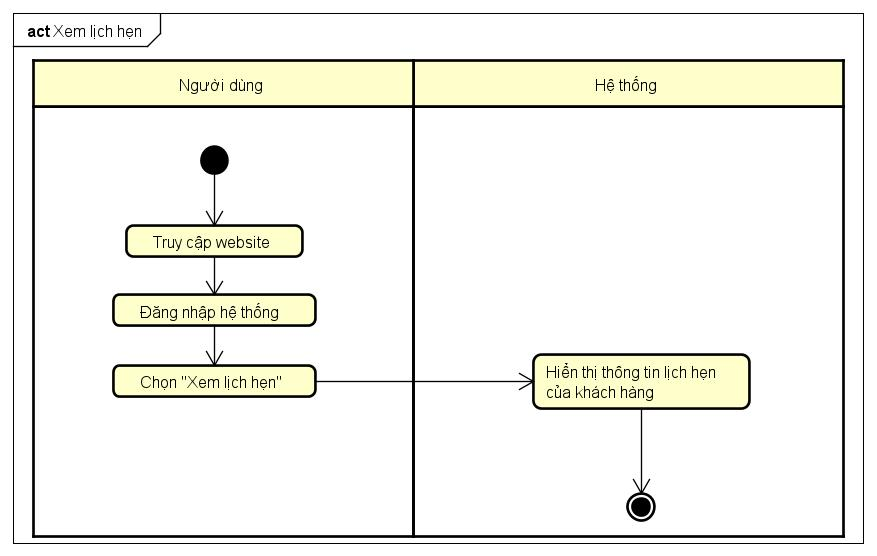 act Xem lịch hẹn
Người dùng
Hệ thống
Truy cập website
Đăng nhập hệ thống
Chọn "Xem lịch hẹn"
Hiển thị thông tin lịch hẹn
của khách hàng